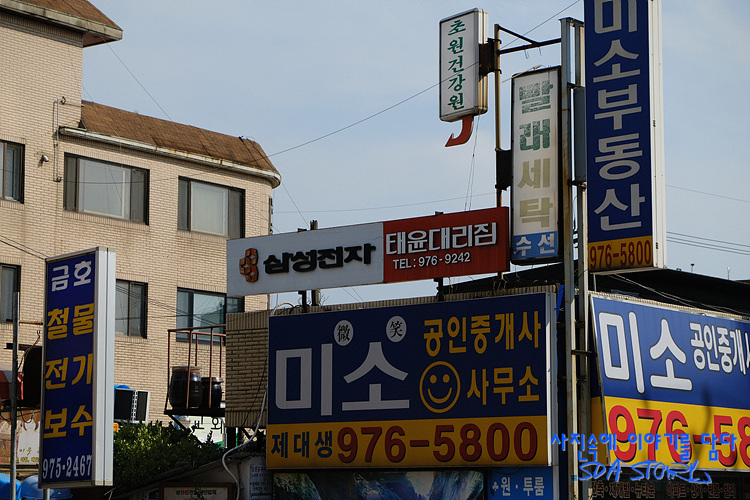 초원건강원
빨래세탁
수선
미소부동산
976-5800
삼성전자
태윤대리점
TEL: 976-9242
금호
철물
전기
보수
975-2467
微笑
미소
공인중개사
사무소
제대생 976-5800
미소 공인중개사
976-5800
원·투룸
사진속에 이야기를 담다
SDA STORY